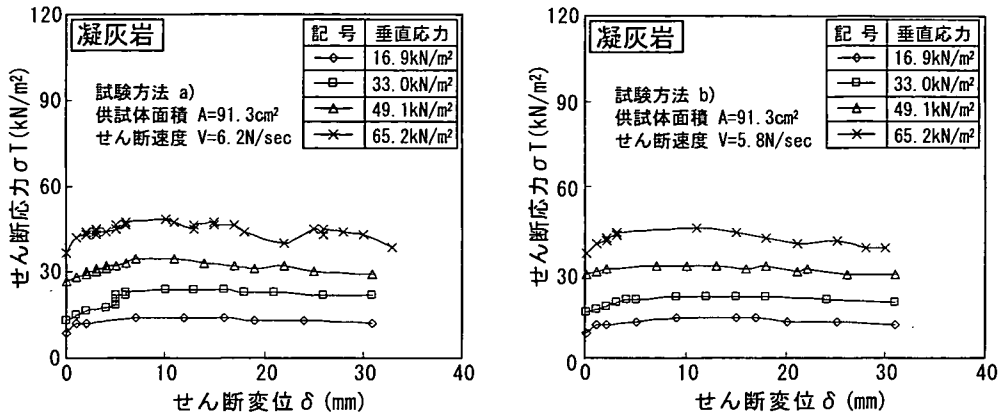 120
90
60
30
0
せん断応力σT(kN/m²)
凝灰岩
試験方法 a)
供試体面積 A=91.3cm²
せん断速度 V=6.2N/sec
記 号 垂直応力
16.9kN/m²
33.0kN/m²
49.1kN/m²
65.2kN/m²
0 10 20 30 40
せん断変位δ (mm)
120
90
60
30
0
せん断応力σT(kN/m²)
凝灰岩
試験方法 b)
供試体面積 A=91.3cm²
せん断速度 V=5.8N/sec
記 号 垂直応力
16.9kN/m²
33.0kN/m²
49.1kN/m²
65.2kN/m²
0 10 20 30 40
せん断変位δ (mm)